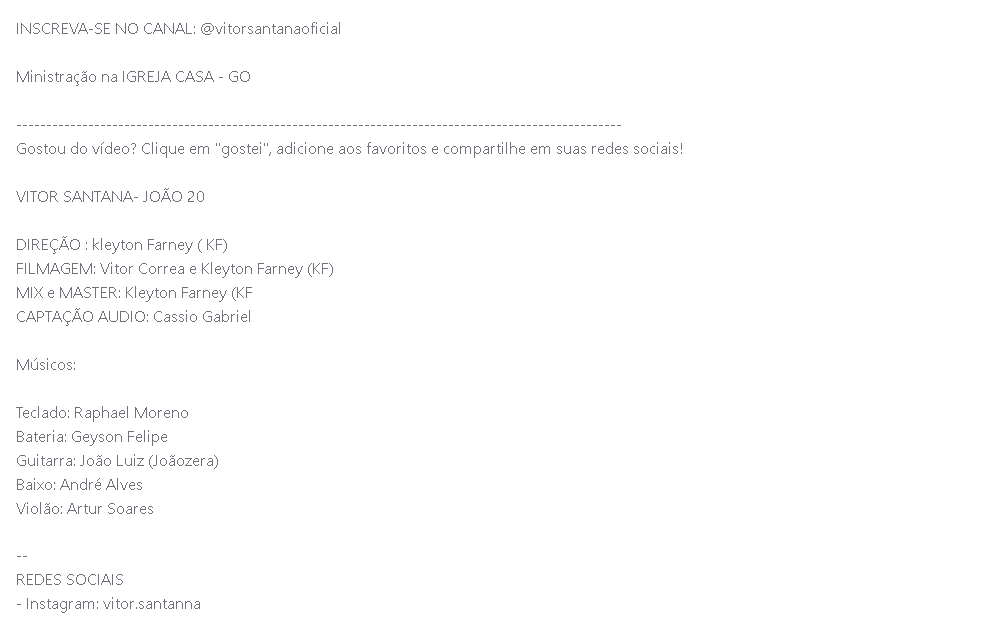 INSCREVA-SE NO CANAL: @vitorsantanaoficial
Ministração na IGREJA CASA - GO
-----------------------------------------------------------------------------------------------------
Gostou do vídeo? Clique em "gostei", adicione aos favoritos e compartilhe em suas redes sociais!
VITOR SANTANA- JOÃO 20
DIREÇÃO : kleyton Farney ( KF)
FILMAGEM: Vitor Correa e Kleyton Farney (KF)
MIX e MASTER: Kleyton Farney (KF
CAPTAÇÃO AUDIO: Cassio Gabriel
Músicos:
Teclado: Raphael Moreno
Bateria: Geyson Felipe
Guitarra: João Luiz (Joãozera)
Baixo: André Alves
Violão: Artur Soares
--
REDES SOCIAIS
- Instagram: vitor.santanna